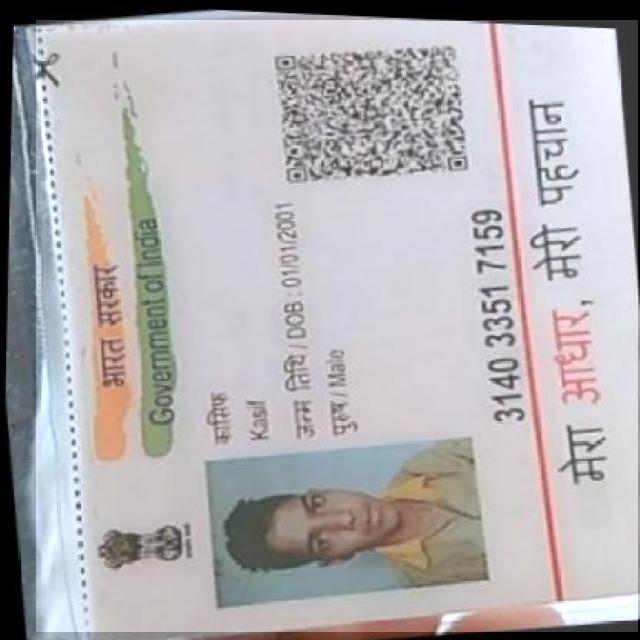 भारत सरकार
Government of India
कासिफ
Kasif
जन्म तिथि / DOB : 01/01/2001
पुरुष / Male
3140 3351 7159
मेरा आधार, मेरी पहचान